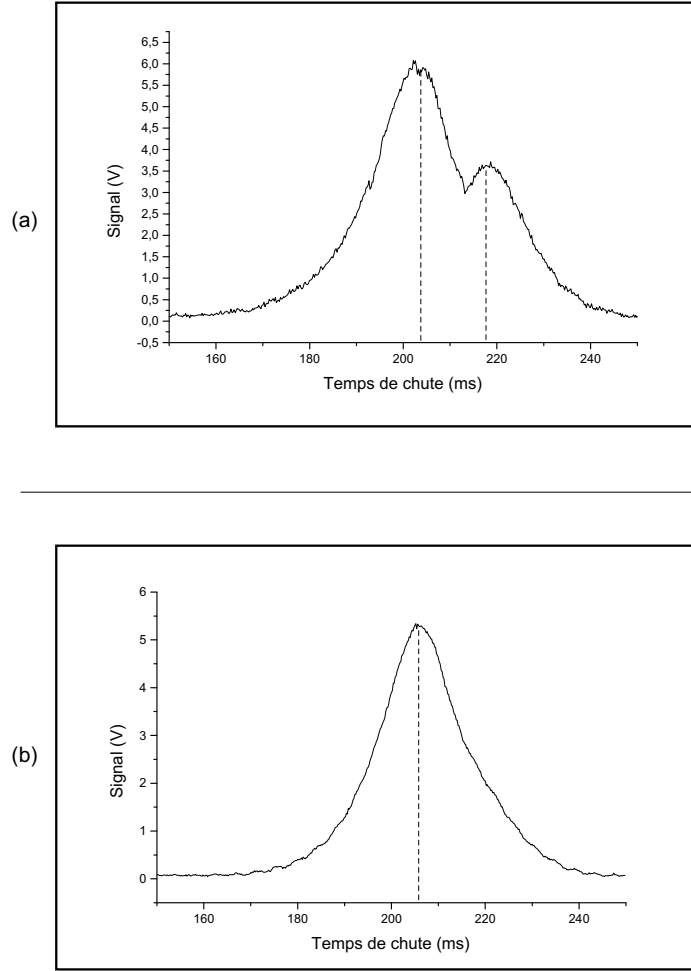 (a)
Signal (V)
6,5
6,0
5,5
5,0
4,5
4,0
3,5
3,0
2,5
2,0
1,5
1,0
0,5
0,0
-0,5
160 180 200 220 240
Temps de chute (ms)
(b)
Signal (V)
6
5
4
3
2
1
0
160 180 200 220 240
Temps de chute (ms)